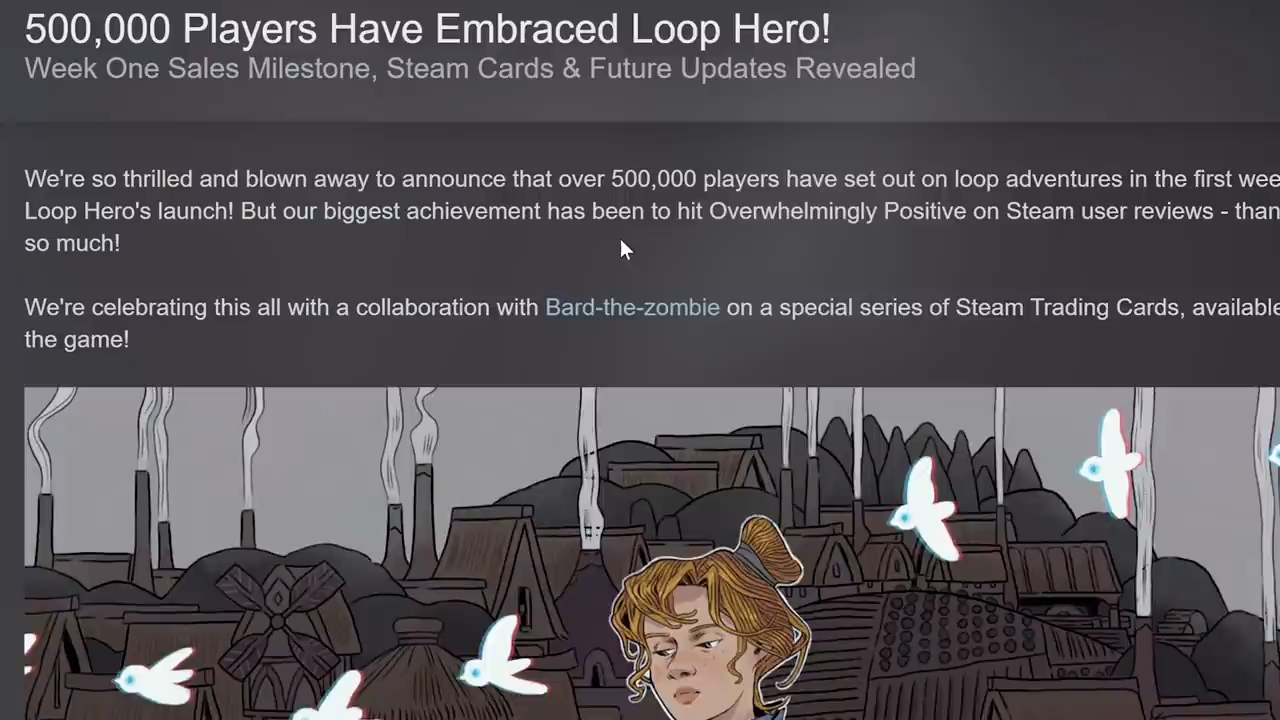 500,000 Players Have Embraced Loop Hero!
Week One Sales Milestone, Steam Cards & Future Updates Revealed
We're so thrilled and blown away to announce that over 500,000 players have set out on loop adventures in the first wee
Loop Hero's launch! But our biggest achievement has been to hit Overwhelmingly Positive on Steam user reviews - than
so much!
We're celebrating this all with a collaboration with Bard-the-zombie on a special series of Steam Trading Cards, available
the game!